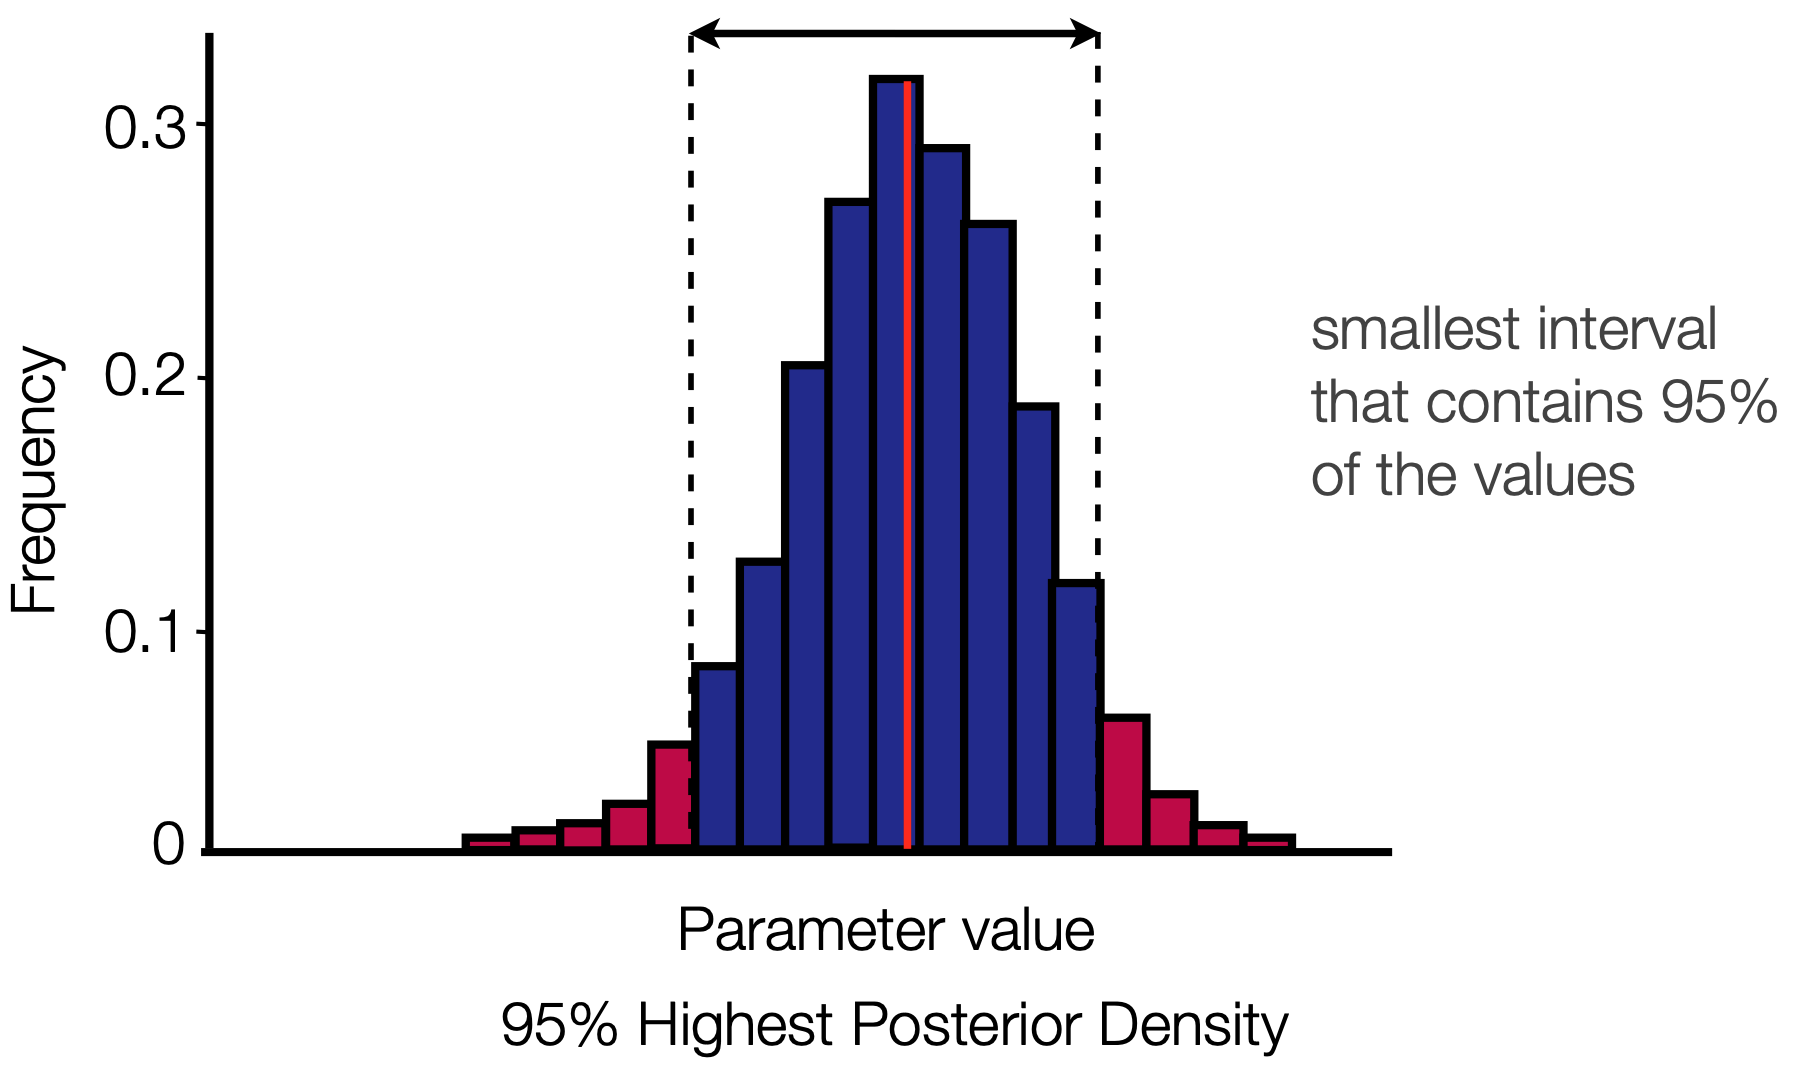 0.3
0.2
0.1
0
Frequency
smallest interval
that contains 95%
of the values
Parameter value
95% Highest Posterior Density